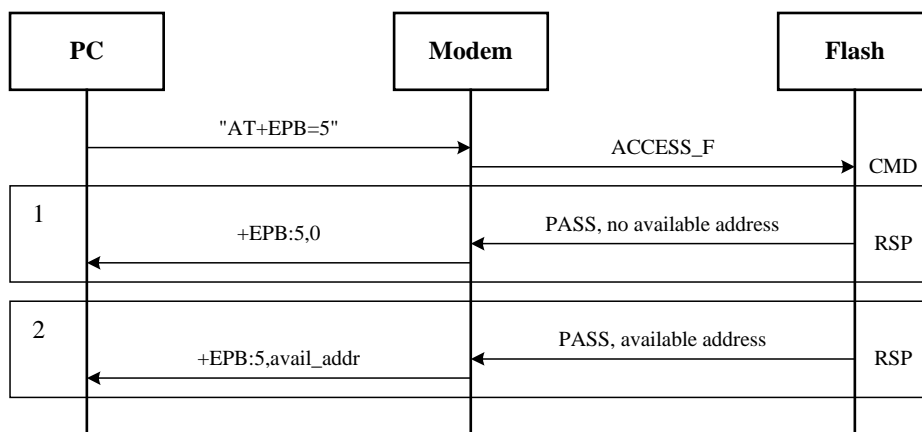 PC
Modem
Flash
"AT+EPB=5"
ACCESS_F
CMD
1
+EPB:5,0
PASS, no available address
RSP
2
+EPB:5,avail_addr
PASS, available address
RSP